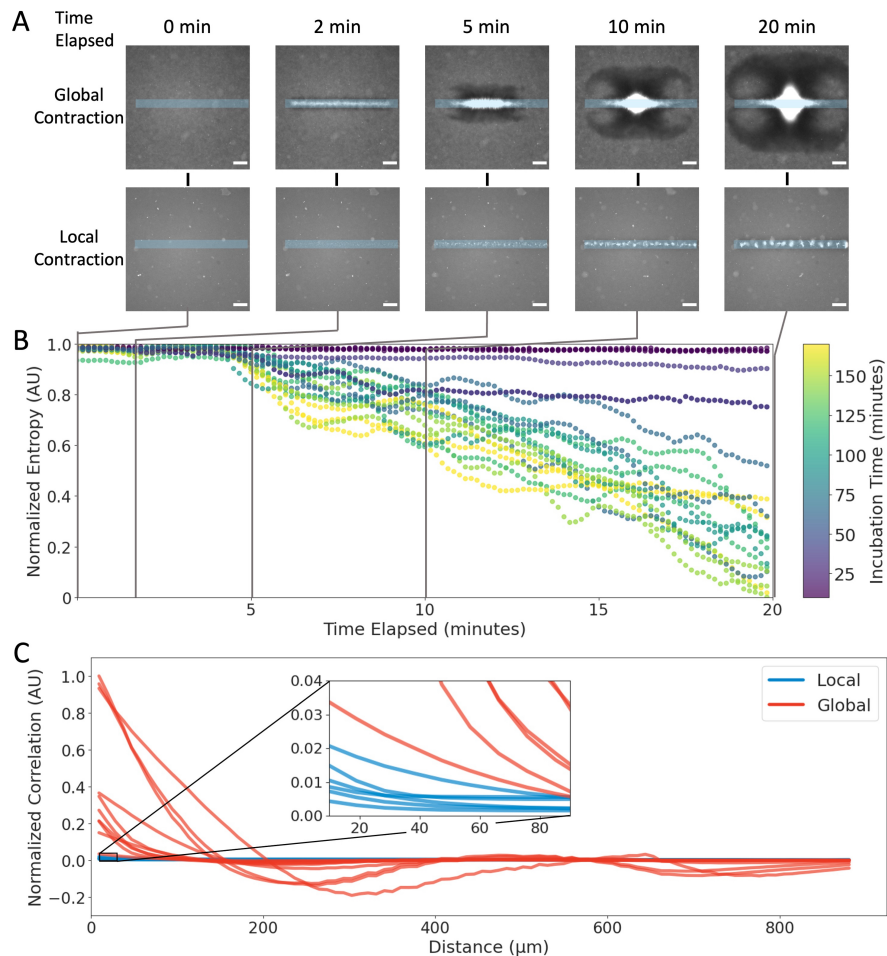 A
Time
Elapsed
0 min
2 min
5 min
10 min
20 min
Global
Contraction
Local
Contraction
B
Normalized Entropy (AU)
1.0
0.8
0.6
0.4
0.2
0
5
10
15
20
Time Elapsed (minutes)
150
125
100
75
50
25
Incubation Time (minutes)
C
Normalized Correlation (AU)
1.0
0.8
0.6
0.4
0.2
0.0
−0.2
0.04
0.03
0.02
0.01
0.00
20
40
60
80
Local
Global
0
200
400
600
800
Distance (μm)